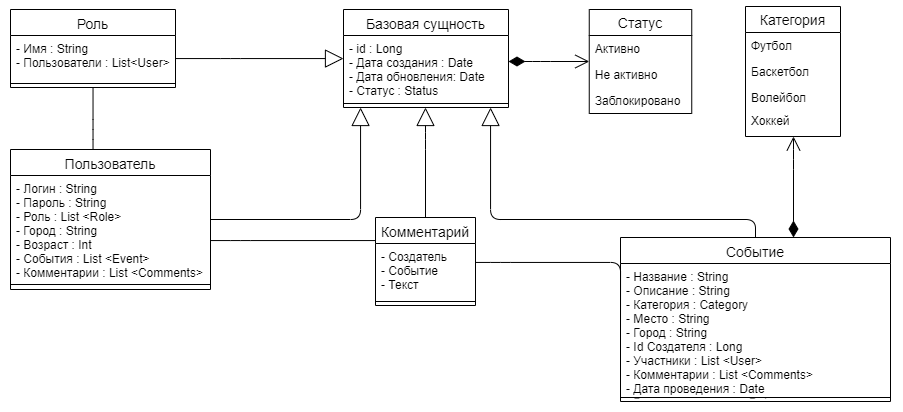 Роль
- Имя : String
- Пользователи : List<User>
Базовая сущность
- id : Long
- Дата создания : Date
- Дата обновления: Date
- Статус : Status
Статус
Активно
Не активно
Заблокировано
Категория
Футбол
Баскетбол
Волейбол
Хоккей
Пользователь
- Логин : String
- Пароль : String
- Роль : List <Role>
- Город : String
- Возраст : Int
- События : List <Event>
- Комментарии : List <Comments>
Комментарий
- Создатель
- Событие
- Текст
Событие
- Название : String
- Описание : String
- Категория : Category
- Место : String
- Город : String
- Id Создателя : Long
- Участники : List <User>
- Комментарии : List <Comments>
- Дата проведения : Date